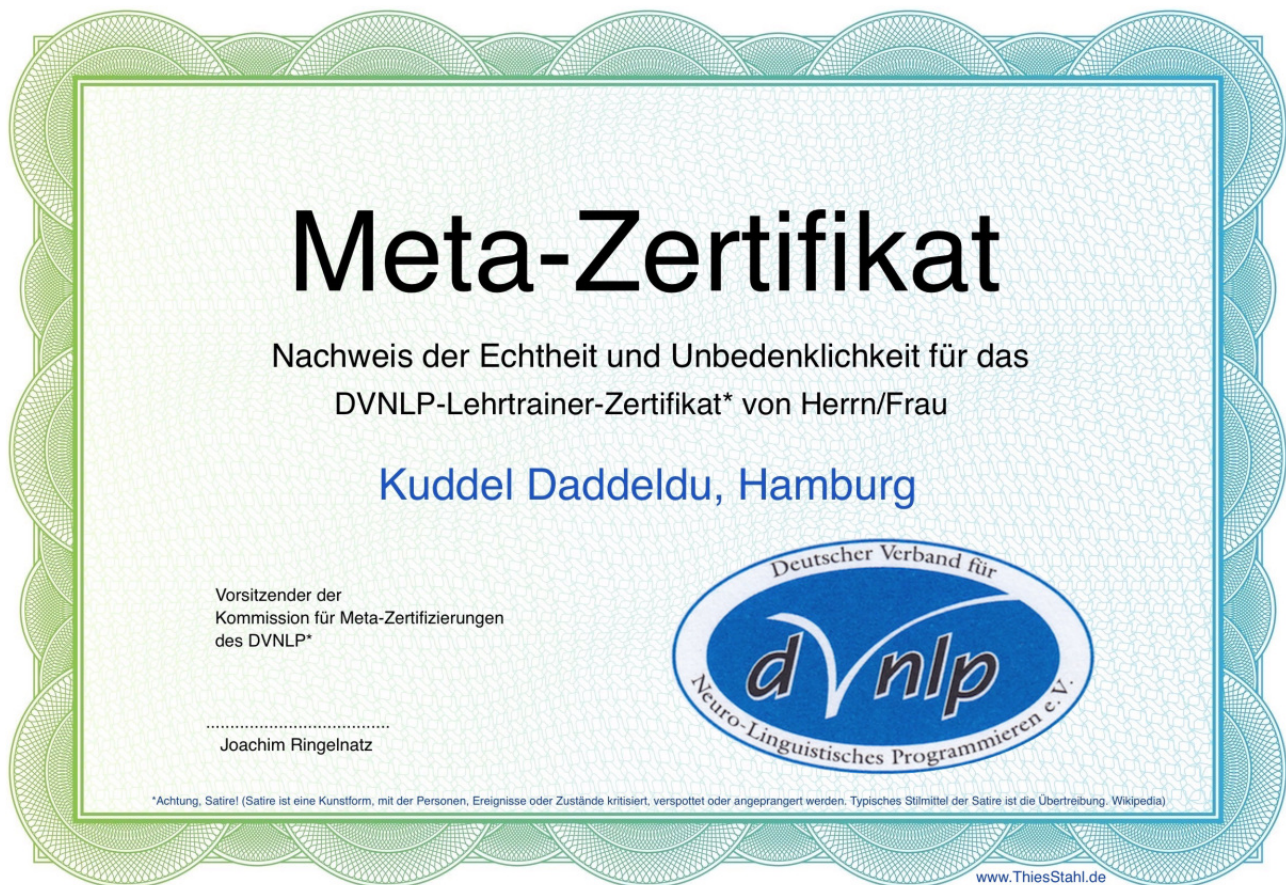 Meta-Zertifikat
Nachweis der Echtheit und Unbedenklichkeit für das
DVNLP-Lehrtrainer-Zertifikat* von Herrn/Frau
Kuddel Daddeldu, Hamburg
Vorsitzender der
Kommission für Meta-Zertifizierungen
des DVNLP*
......................................
Joachim Ringelnatz
Deutscher Verband für
dvnlp
Neuro-Linguistisches Programmieren e.V.
*Achtung, Satire! (Satire ist eine Kunstform, mit der Personen, Ereignisse oder Zustände kritisiert, verspottet oder angeprangert werden. Typisches Stilmittel der Satire ist die Übertreibung. Wikipedia)
www.ThiesStahl.de